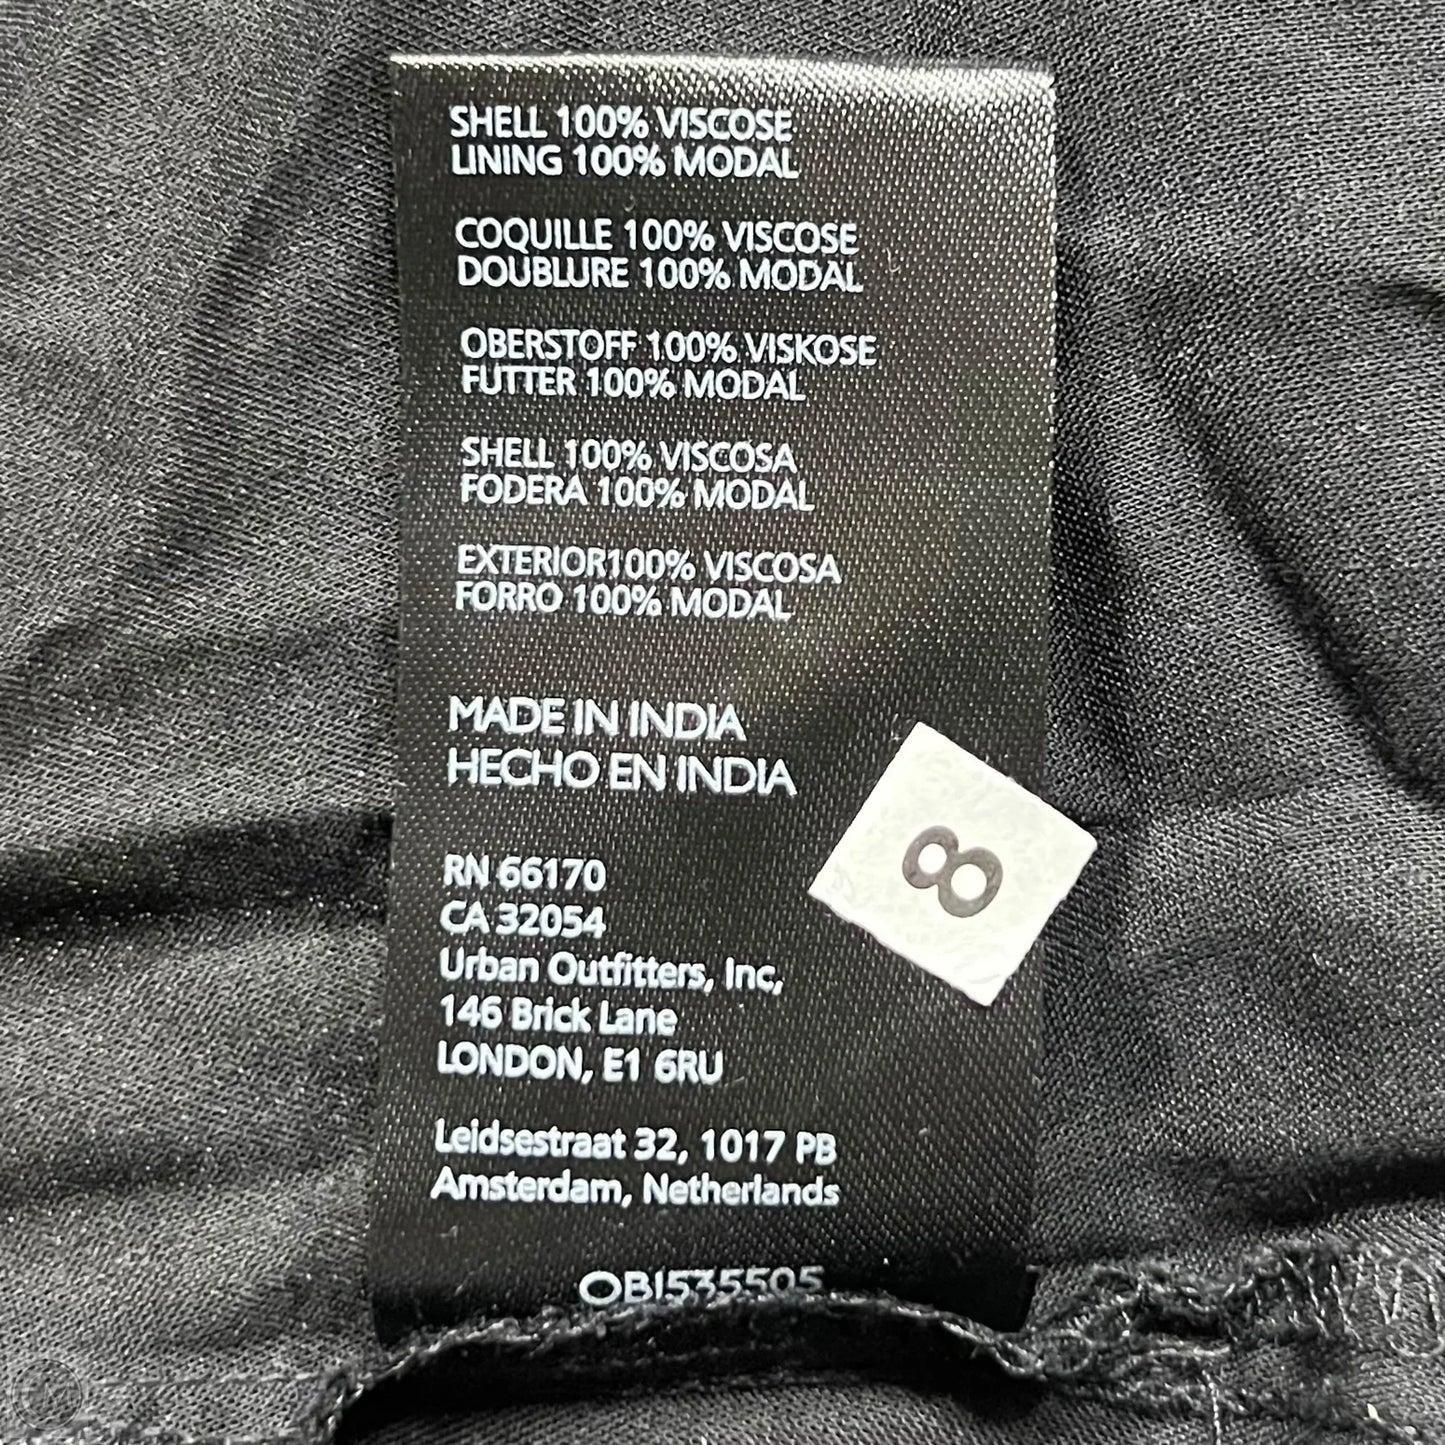 SHELL 100% VISCOSE
LINING 100% MODAL
COQUILLE 100% VISCOSE
DOUBLURE 100% MODAL
OBERSTOFF 100% VISKOSE
FUTTER 100% MODAL
SHELL 100% VISCOSA
FODERA 100% MODAL
EXTERIOR100% VISCOSA
FORRO 100% MODAL
MADE IN INDIA
HECHO EN INDIA
8
RN 66170
CA 32054
Urban Outfitters, Inc,
146 Brick Lane
LONDON, E1 6RU
Leidsestraat 32, 1017 PB
Amsterdam, Netherlands